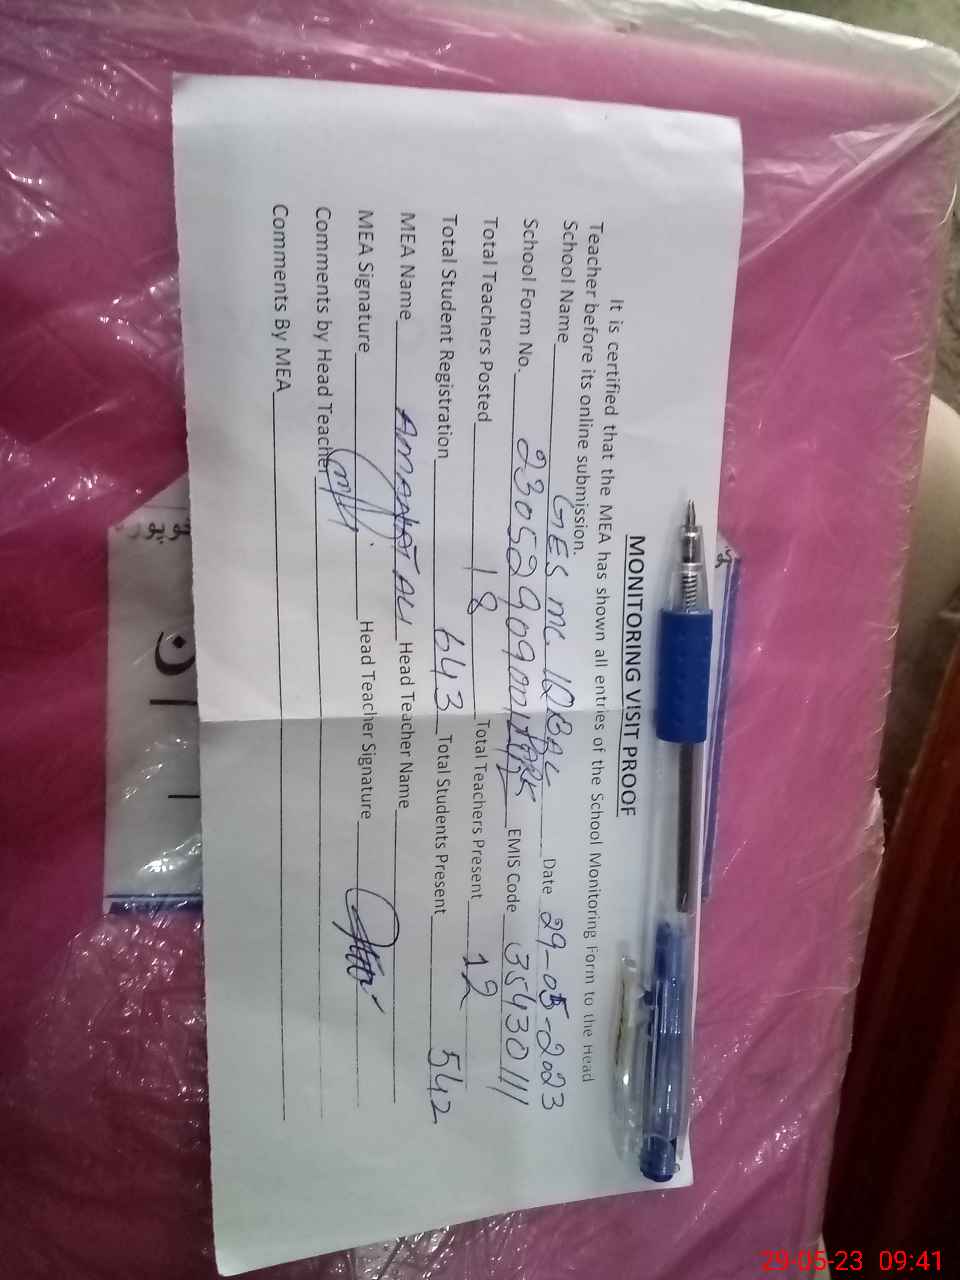 MONITORING VISIT PROOF
It is certified that the MEA has shown all entries of the School Monitoring Form to the Head
Teacher before its online submission.
School Name GES mc IQBAL PARK Date 29-05-2023
School Form No. EMIS Code 35430111
Total Teachers Posted 18 Total Teachers Present 12
Total Student Registration 643 Total Students Present 542
MEA Name AMANAT ALI Head Teacher Name
MEA Signature Head Teacher Signature
Comments by Head Teacher
Comments By MEA
29-05-23 09:41